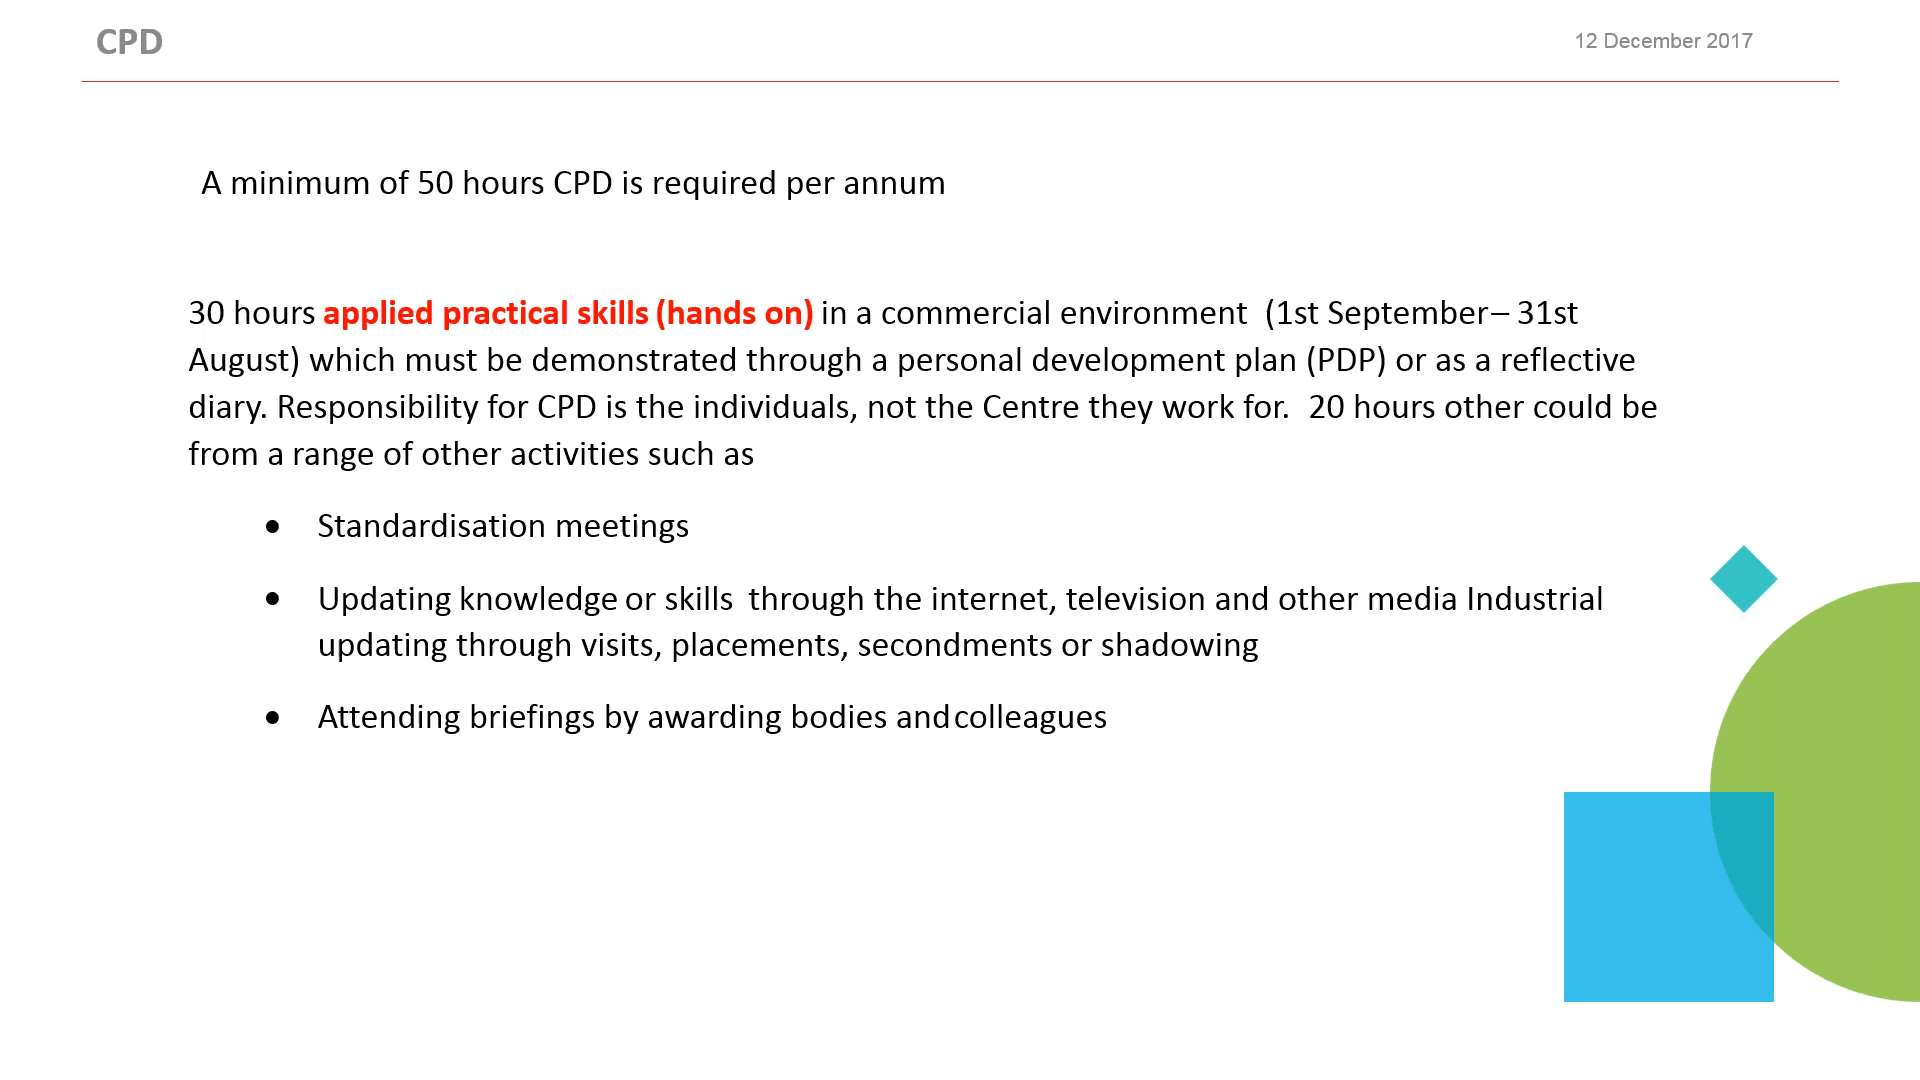 CPD
12 December 2017
A minimum of 50 hours CPD is required per annum
30 hours applied practical skills (hands on) in a commercial environment (1st September– 31st
August) which must be demonstrated through a personal development plan (PDP) or as a reflective
diary. Responsibility for CPD is the individuals, not the Centre they work for. 20 hours other could be
from a range of other activities such as
• Standardisation meetings
• Updating knowledge or skills through the internet, television and other media Industrial
updating through visits, placements, secondments or shadowing
• Attending briefings by awarding bodies and colleagues